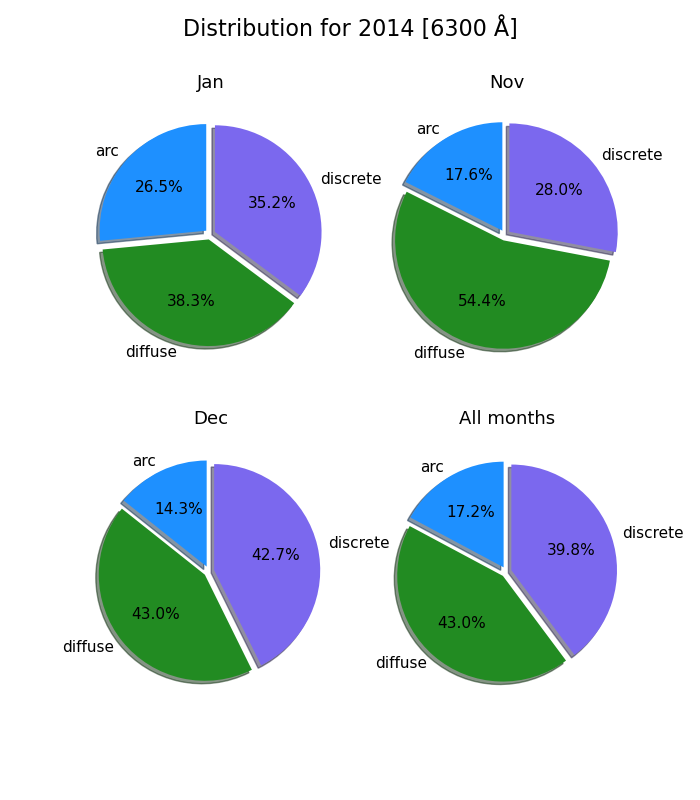 Distribution for 2014 [6300 Å]
Jan
arc
26.5%
discrete
35.2%
diffuse
38.3%
Nov
arc
17.6%
discrete
28.0%
diffuse
54.4%
Dec
arc
14.3%
discrete
42.7%
diffuse
43.0%
All months
arc
17.2%
discrete
39.8%
diffuse
43.0%